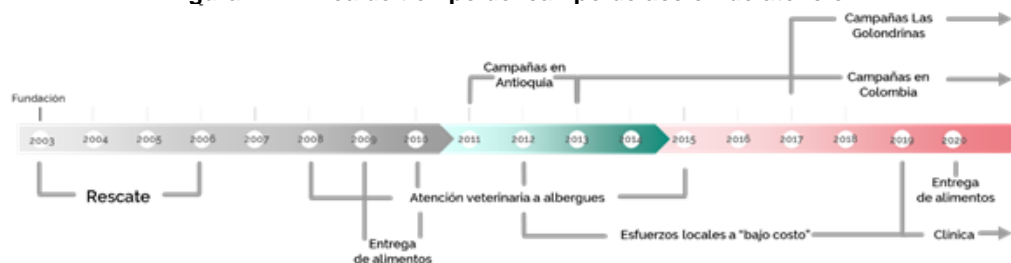 Campañas Las
Golondrinas
Campañas en
Antioquia
Campañas en
Colombia
Fundación
2003 2004 2005 2006 2007 2008 2009 2010 2011 2012 2013 2014 2015 2016 2017 2018 2019 2020
Rescate
Atención veterinaria a albergues
Entrega
de alimentos
Esfuerzos locales a "bajo costo"
Clínica
Entrega
de alimentos